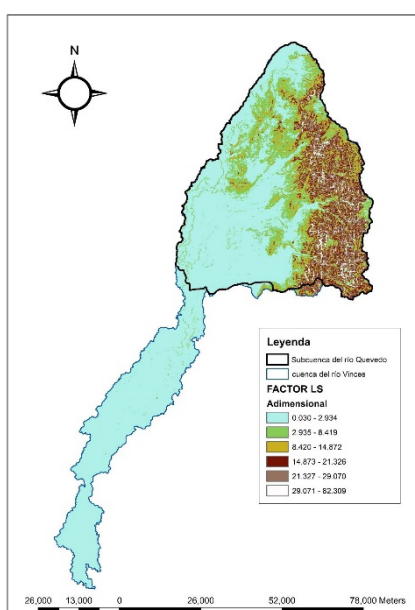 N
Leyenda
Subcuenca del río Quevedo
cuenca del río Vinces
FACTOR LS
Adimensional
0.030 - 2.934
2.935 - 8.419
8.420 - 14.872
14.873 - 21.326
21.327 - 29.070
29.071 - 82.309
26,000 13,000 0 26,000 52,000 78,000 Meters